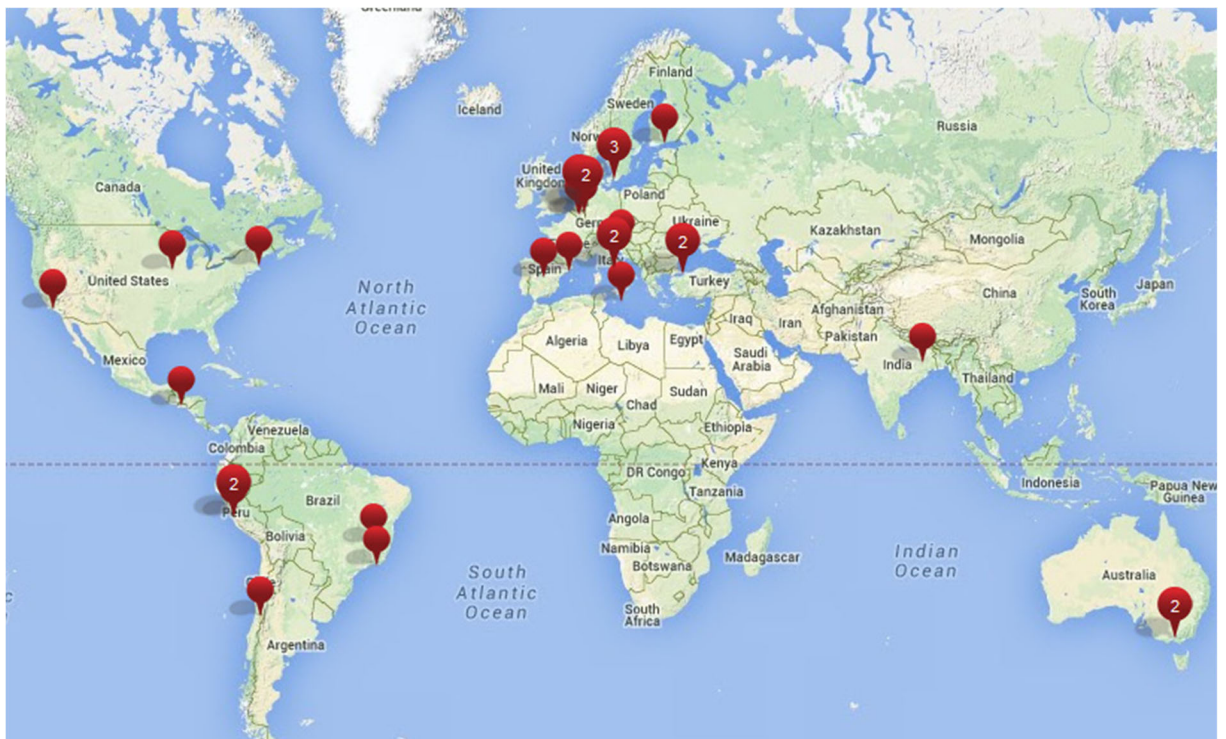 Greenland
Finland
Iceland
Sweden
Russia
Norw
3
United
Kingdom
2
Canada
Poland
Germ
Ukraine
Kazakhstan
Mongolia
2
2
United States
Spain
Ita
Turkey
China
Japan
South
Korea
North
Atlantic
Ocean
Afghanistan
Iraq
Iran
Pakistan
Algeria
Libya
Egypt
Saudi
Arabia
Mexico
India
Thailand
Mali
Niger
Sudan
Chad
Venezuela
Nigeria
Ethiopia
Colombia
DR Congo
Kenya
2
Indonesia
Papua New
Guinea
Tanzania
Peru
Brazil
Angola
Bolivia
Namibia
Madagascar
Botswana
Indian
Ocean
Australia
South
Atlantic
Ocean
2
South
Africa
Argentina